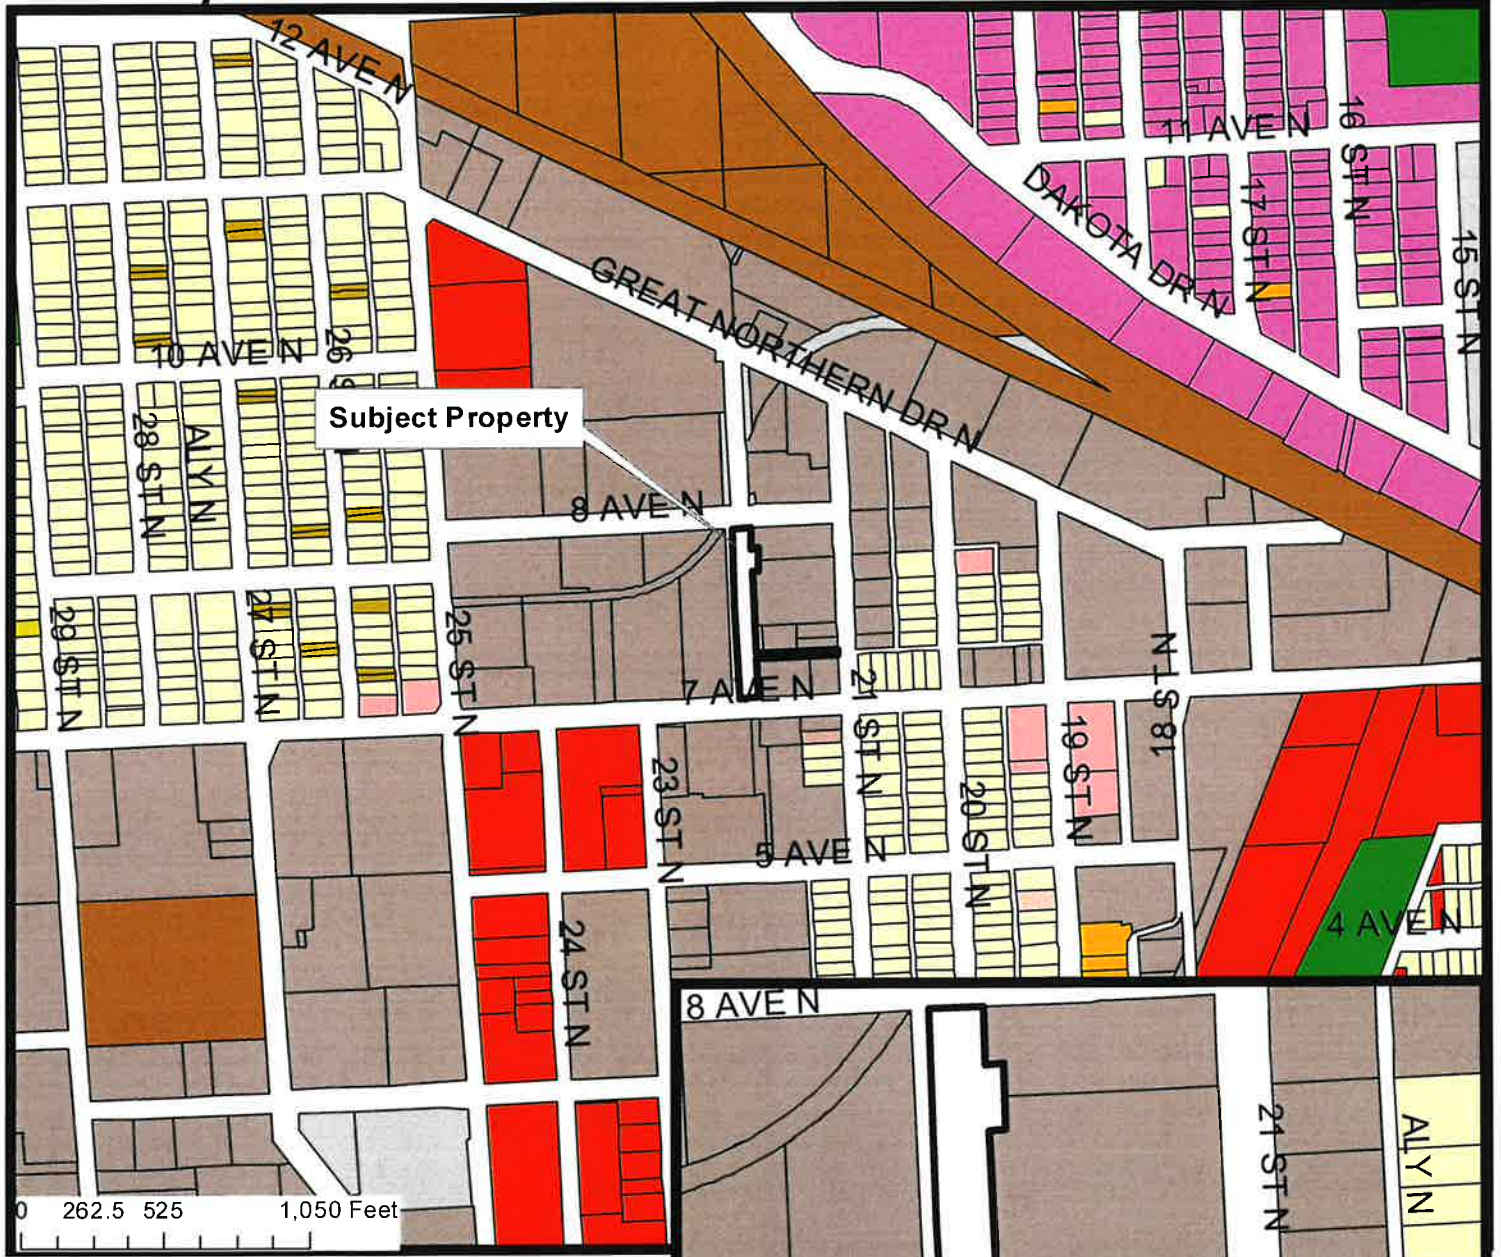 12 AVE N
11 AVE N
16 ST N
DAKOTA DR N
17 ST N
15 ST N
GREAT NORTHERN DR N
10 AVE N
26 S
Subject Property
28 ST N
ALY N
8 AVE N
29 ST N
27 ST N
25 ST N
7 AVE N
21 ST N
18 ST N
19 ST N
23 ST N
20 ST N
5 AVE N
24 ST N
4 AVE N
8 AVE N
21 ST N
ALY N
0 262.5 525 1,050 Feet